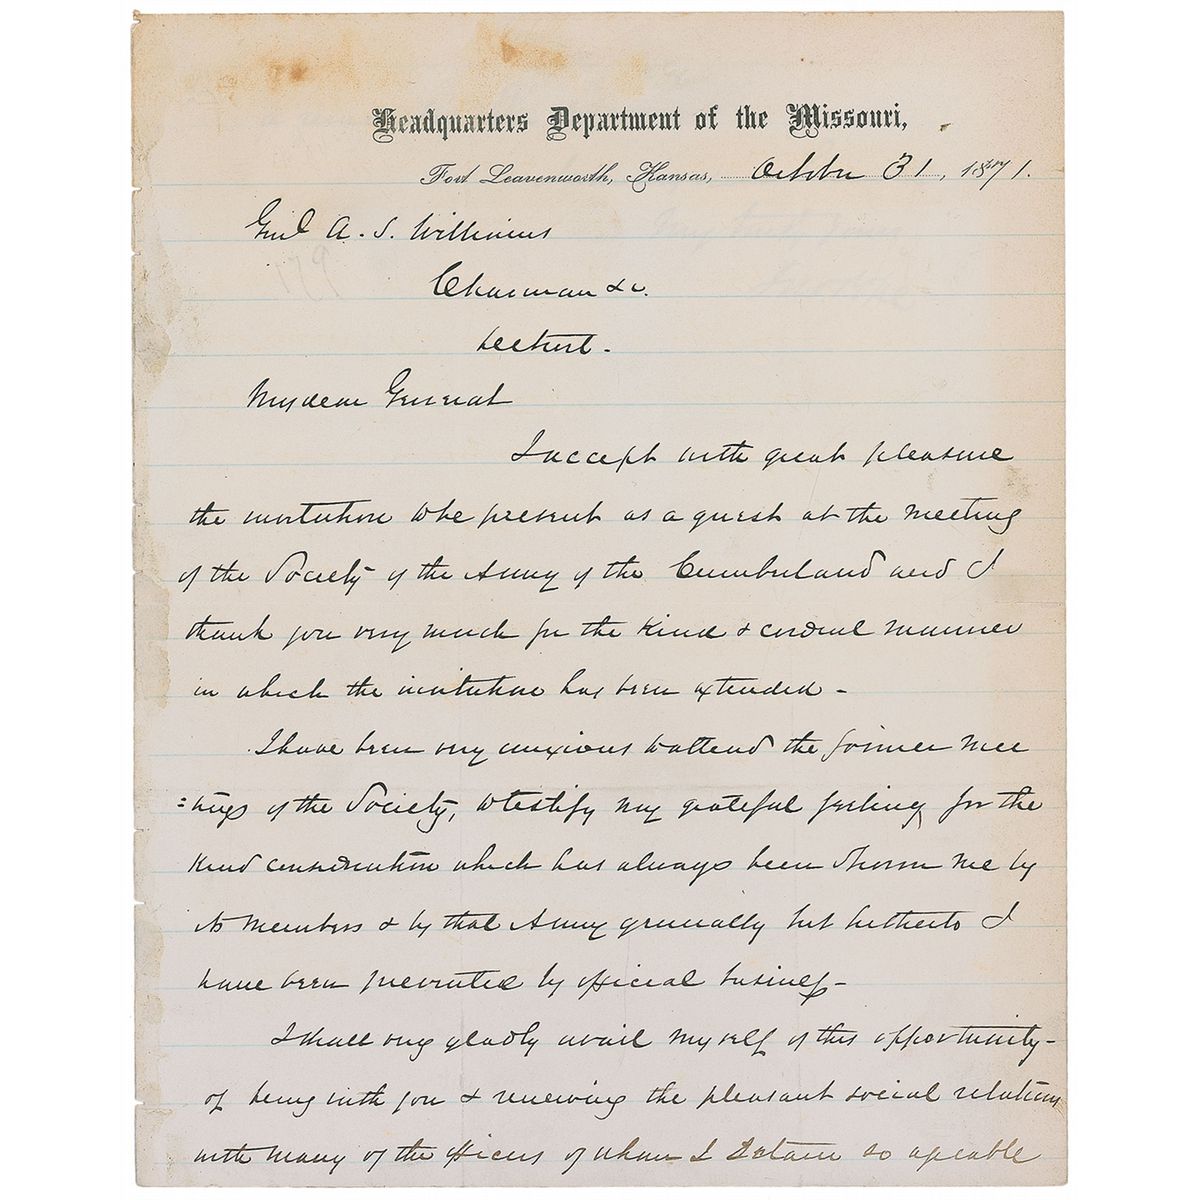 Headquarters Department of the Missouri,
Fort Leavenworth, Kansas, October 31, 1871.
Genl A. S. Williams
Chairman &c.
Detroit.
My dear General
I accept with great pleasure
the invitation to be present as a guest at the meeting
of the Society of the Army of the Cumberland and I
thank you very much for the kind & cordial manner
in which the invitation has been extended -
I have been very anxious to attend the former mee
=tings of the Society, to testify my grateful feeling for the
kind consideration which has always been shown me by
its members & by that Army generally but hitherto I
have been prevented by official business -
I shall very gladly avail myself of this opportunity -
of being with you & renewing the pleasant social relations
with many of the officers of whom I retain so agreable